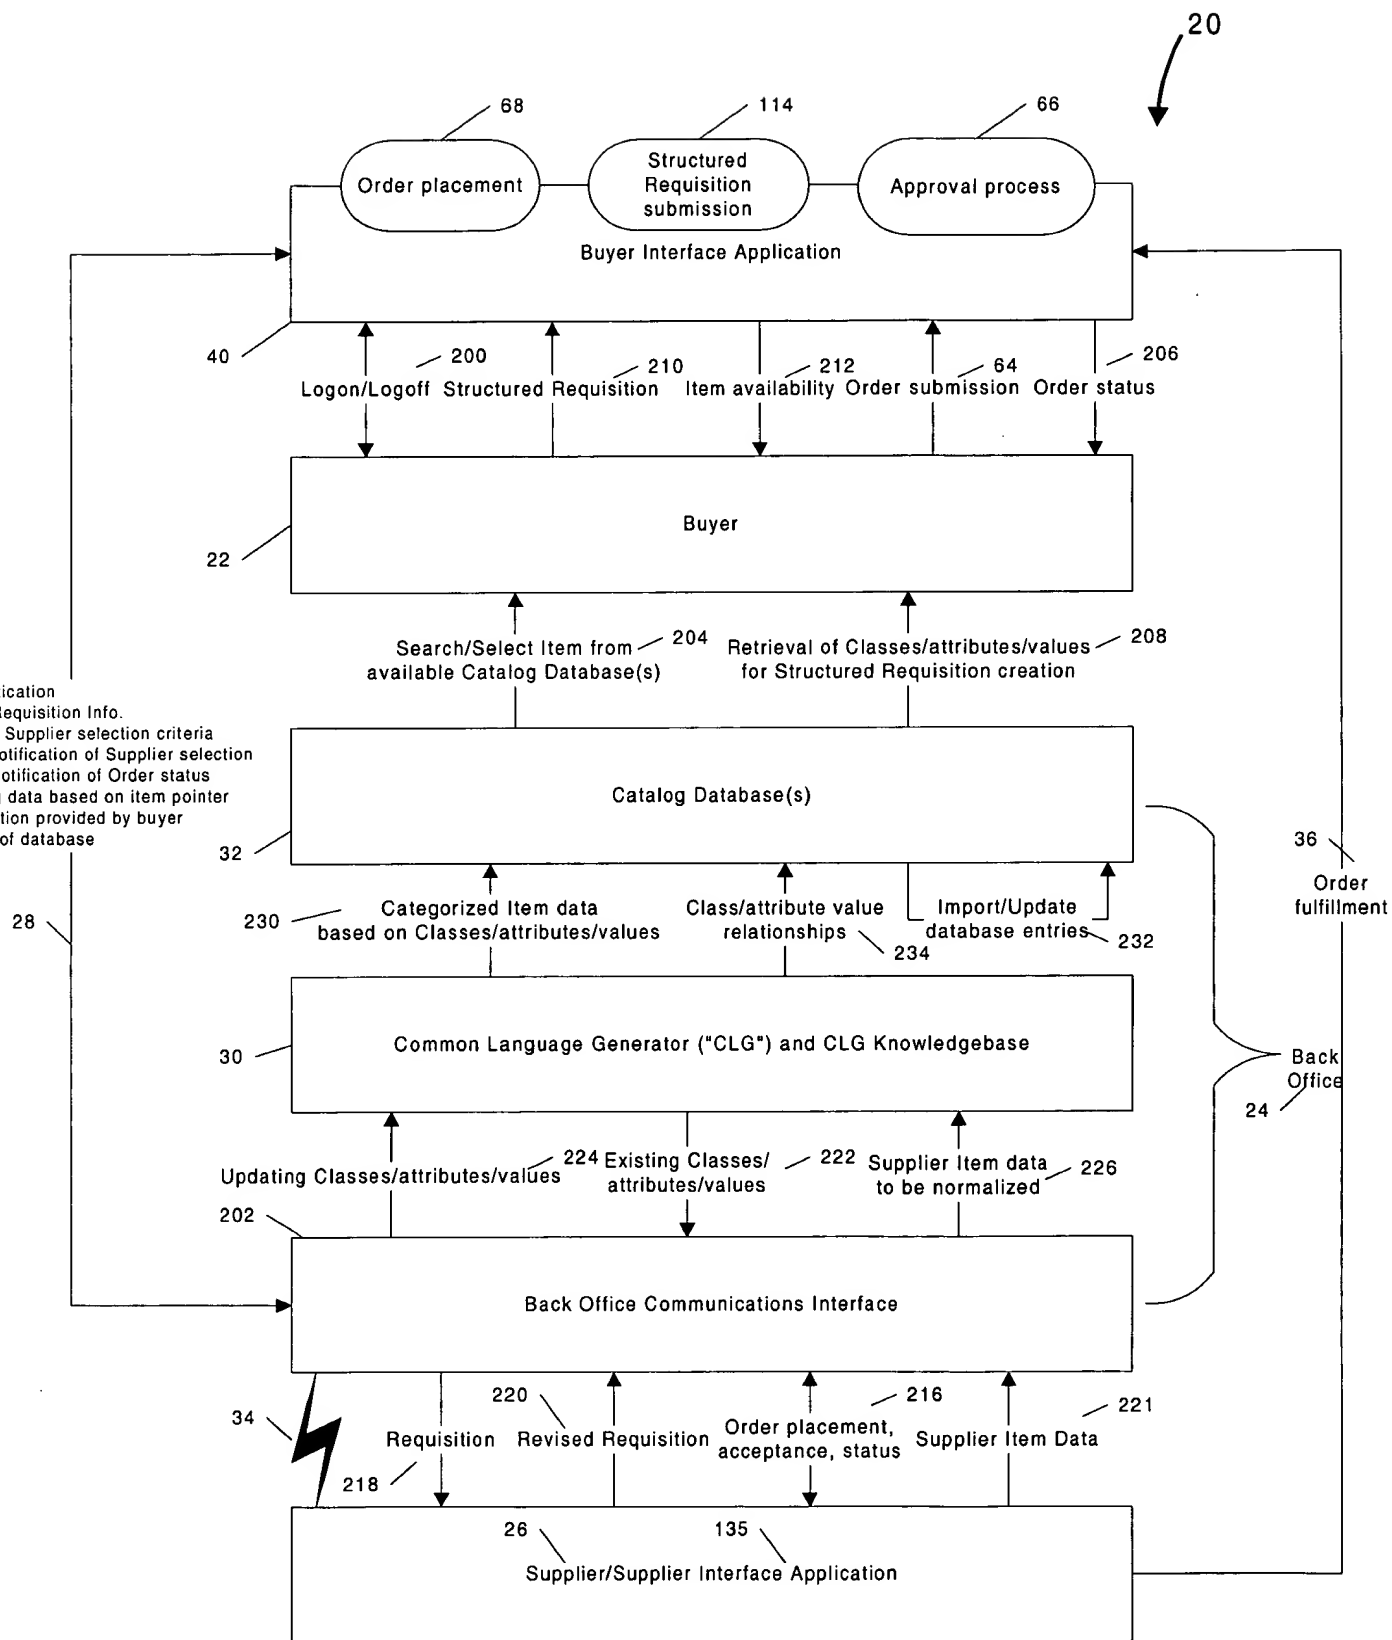 20
68
114
66
Order placement
Structured
Requisition
submission
Approval process
Buyer Interface Application
40
200
210
212
64
206
Logon/Logoff
Structured Requisition
Item availability
Order submission
Order status
Buyer
22
Search/Select Item from
available Catalog Database(s)
204
Retrieval of Classes/attributes/values
for Structured Requisition creation
208
ication
Requisition Info.
Supplier selection criteria
otification of Supplier selection
otification of Order status
data based on item pointer
tion provided by buyer
of database
Catalog Database(s)
32
36
Order
fulfillment
28
230
Categorized Item data
based on Classes/attributes/values
Class/attribute value
relationships
234
Import/Update
database entries
232
Common Language Generator ("CLG") and CLG Knowledgebase
30
Back
Office
24
Updating Classes/attributes/values
224
Existing Classes/
attributes/values
222
Supplier Item data
to be normalized
226
202
Back Office Communications Interface
34
Requisition
218
220
Revised Requisition
Order placement,
acceptance, status
216
Supplier Item Data
221
26
135
Supplier/Supplier Interface Application